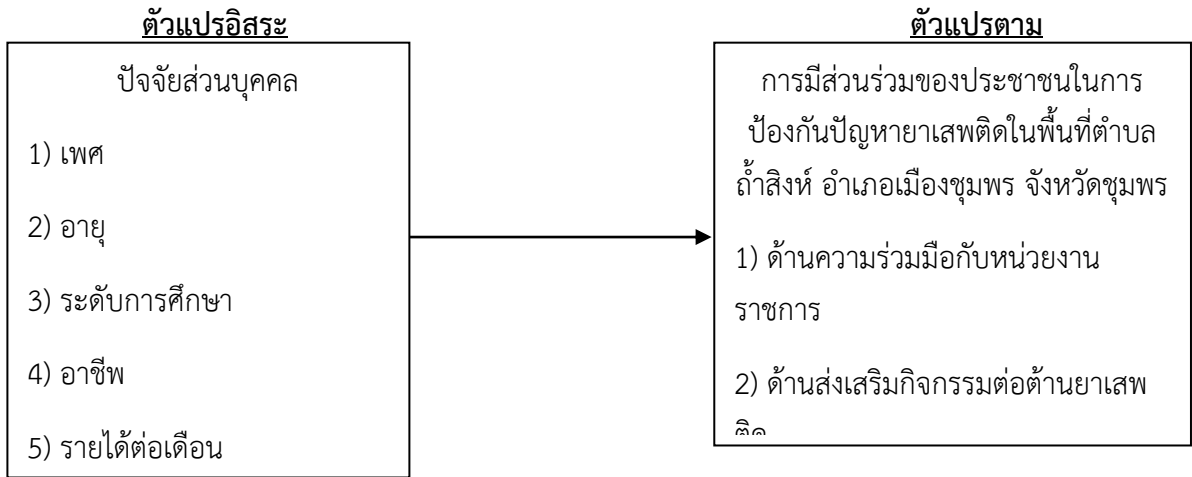 ตัวแปรอิสระ
ปัจจัยส่วนบุคคล
1) เพศ
2) อายุ
3) ระดับการศึกษา
4) อาชีพ
5) รายได้ต่อเดือน
ตัวแปรตาม
การมีส่วนร่วมของประชาชนในการ
ป้องกันปัญหายาเสพติดในพื้นที่ตำบล
ถ้ำสิงห์ อำเภอเมืองชุมพร จังหวัดชุมพร
1) ด้านความร่วมมือกับหน่วยงาน
ราชการ
2) ด้านส่งเสริมกิจกรรมต่อต้านยาเสพ
ติด